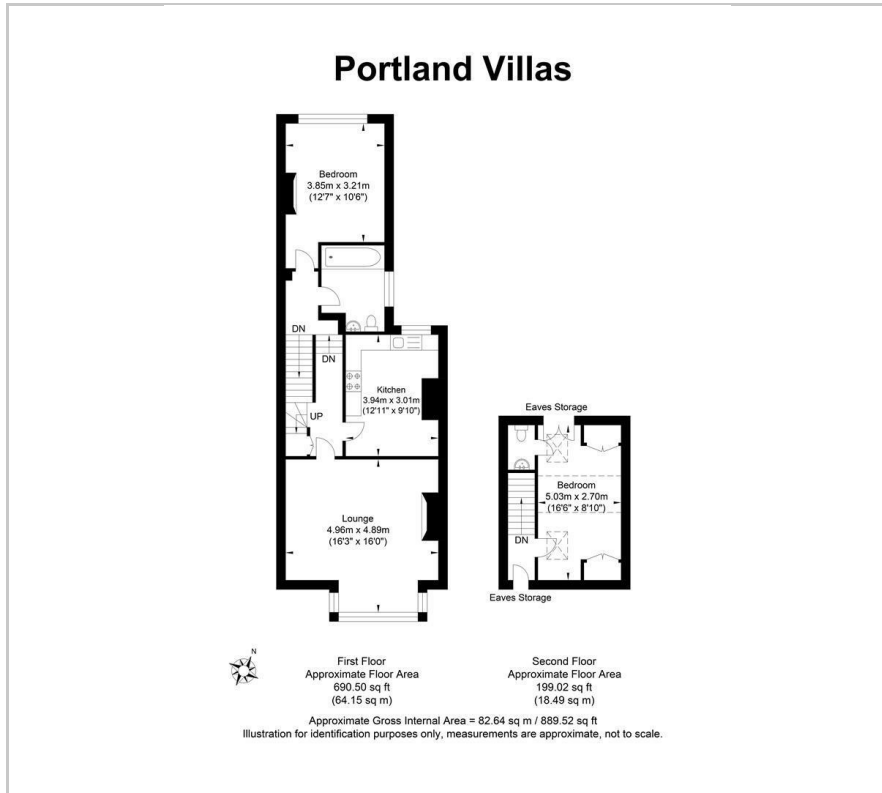 Portland Villas
Bedroom
3.85m x 3.21m
(12'7" x 10'6")
DN
DN
UP
Kitchen
3.94m x 3.01m
(12'11" x 9'10")
Lounge
4.96m x 4.89m
(16'3" x 16'0")
Eaves Storage
Bedroom
5.03m x 2.70m
(16'6" x 8'10")
DN
Eaves Storage
N
First Floor
Approximate Floor Area
690.50 sq ft
(64.15 sq m)
Second Floor
Approximate Floor Area
199.02 sq ft
(18.49 sq m)
Approximate Gross Internal Area = 82.64 sq m / 889.52 sq ft
Illustration for identification purposes only, measurements are approximate, not to scale.